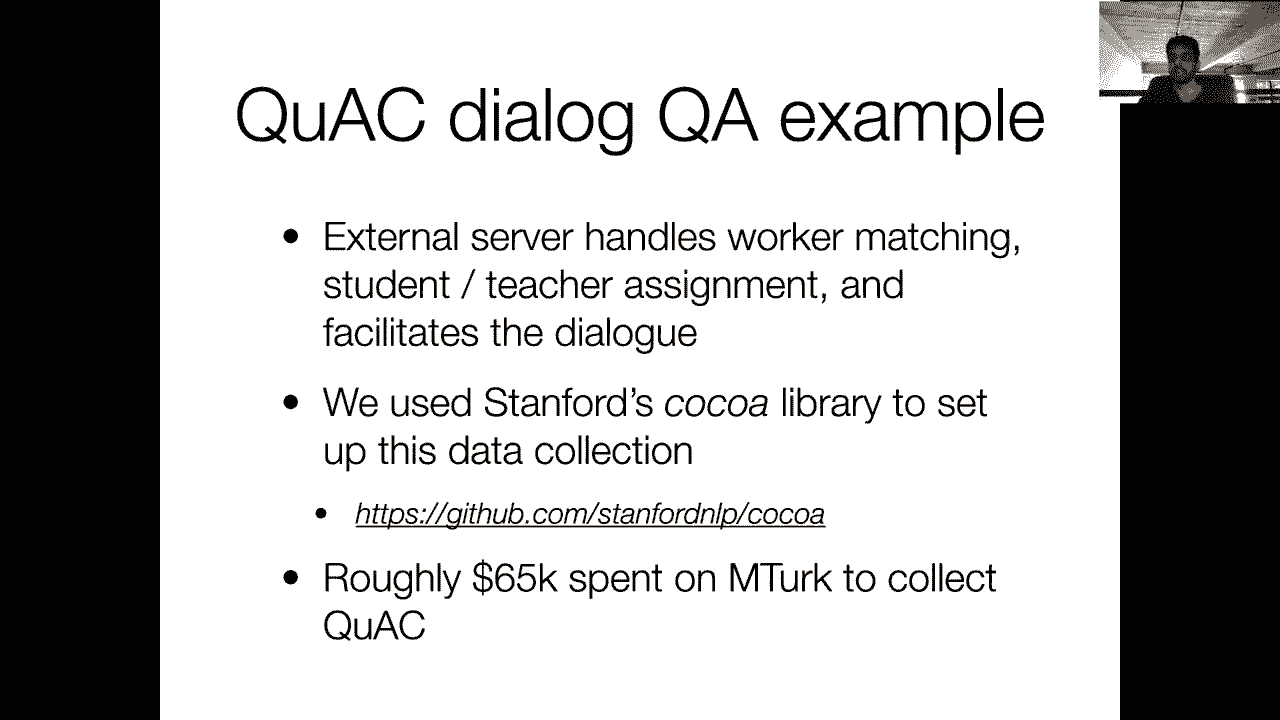 QuAC dialog QA example
• External server handles worker matching,
student / teacher assignment, and
facilitates the dialogue
• We used Stanford’s cocoa library to set
up this data collection
• https://github.com/stanfordnlp/cocoa
• Roughly $65k spent on MTurk to collect
QuAC